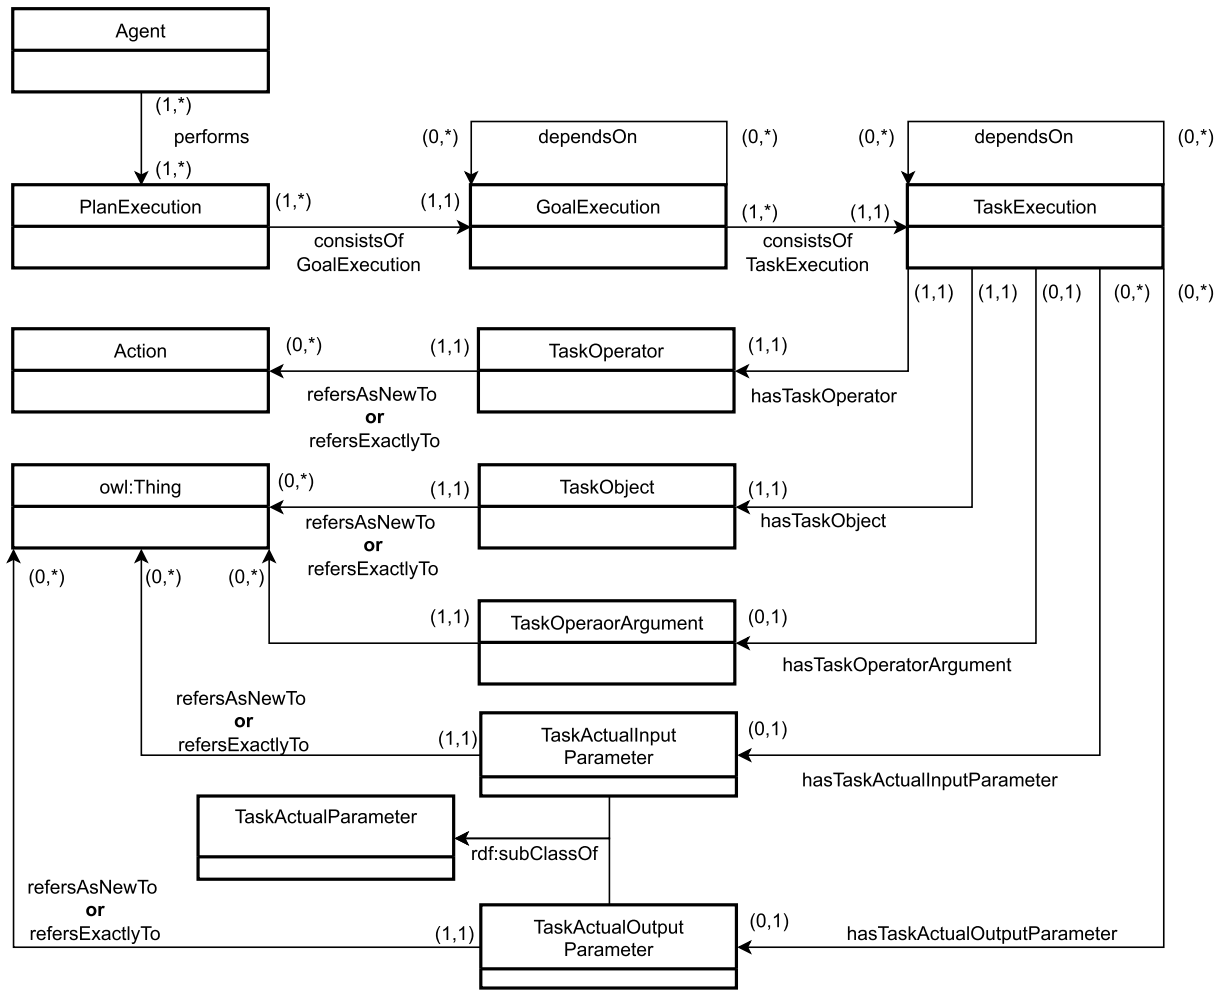 Agent
(1,*)
performs
(1,*)
(0,*)
dependsOn
(0,*)
(0,*)
dependsOn
(0,*)
PlanExecution
(1,*)
(1,1)
GoalExecution
(1,*)
(1,1)
TaskExecution
consistsOf
GoalExecution
consistsOf
TaskExecution
(1,1)
(1,1)
(0,1)
(0,*)
(0,*)
Action
(0,*)
(1,1)
TaskOperator
(1,1)
refersAsNewTo
or
refersExactlyTo
hasTaskOperator
owl:Thing
(0,*)
(1,1)
TaskObject
(1,1)
refersAsNewTo
or
refersExactlyTo
hasTaskObject
(0,*)
(0,*)
(0,*)
(1,1)
TaskOperaorArgument
(0,1)
hasTaskOperatorArgument
refersAsNewTo
or
refersExactlyTo
(1,1)
TaskActualInput
Parameter
(0,1)
hasTaskActualInputParameter
TaskActualParameter
rdf:subClassOf
refersAsNewTo
or
refersExactlyTo
(1,1)
TaskActualOutput
Parameter
(0,1)
hasTaskActualOutputParameter